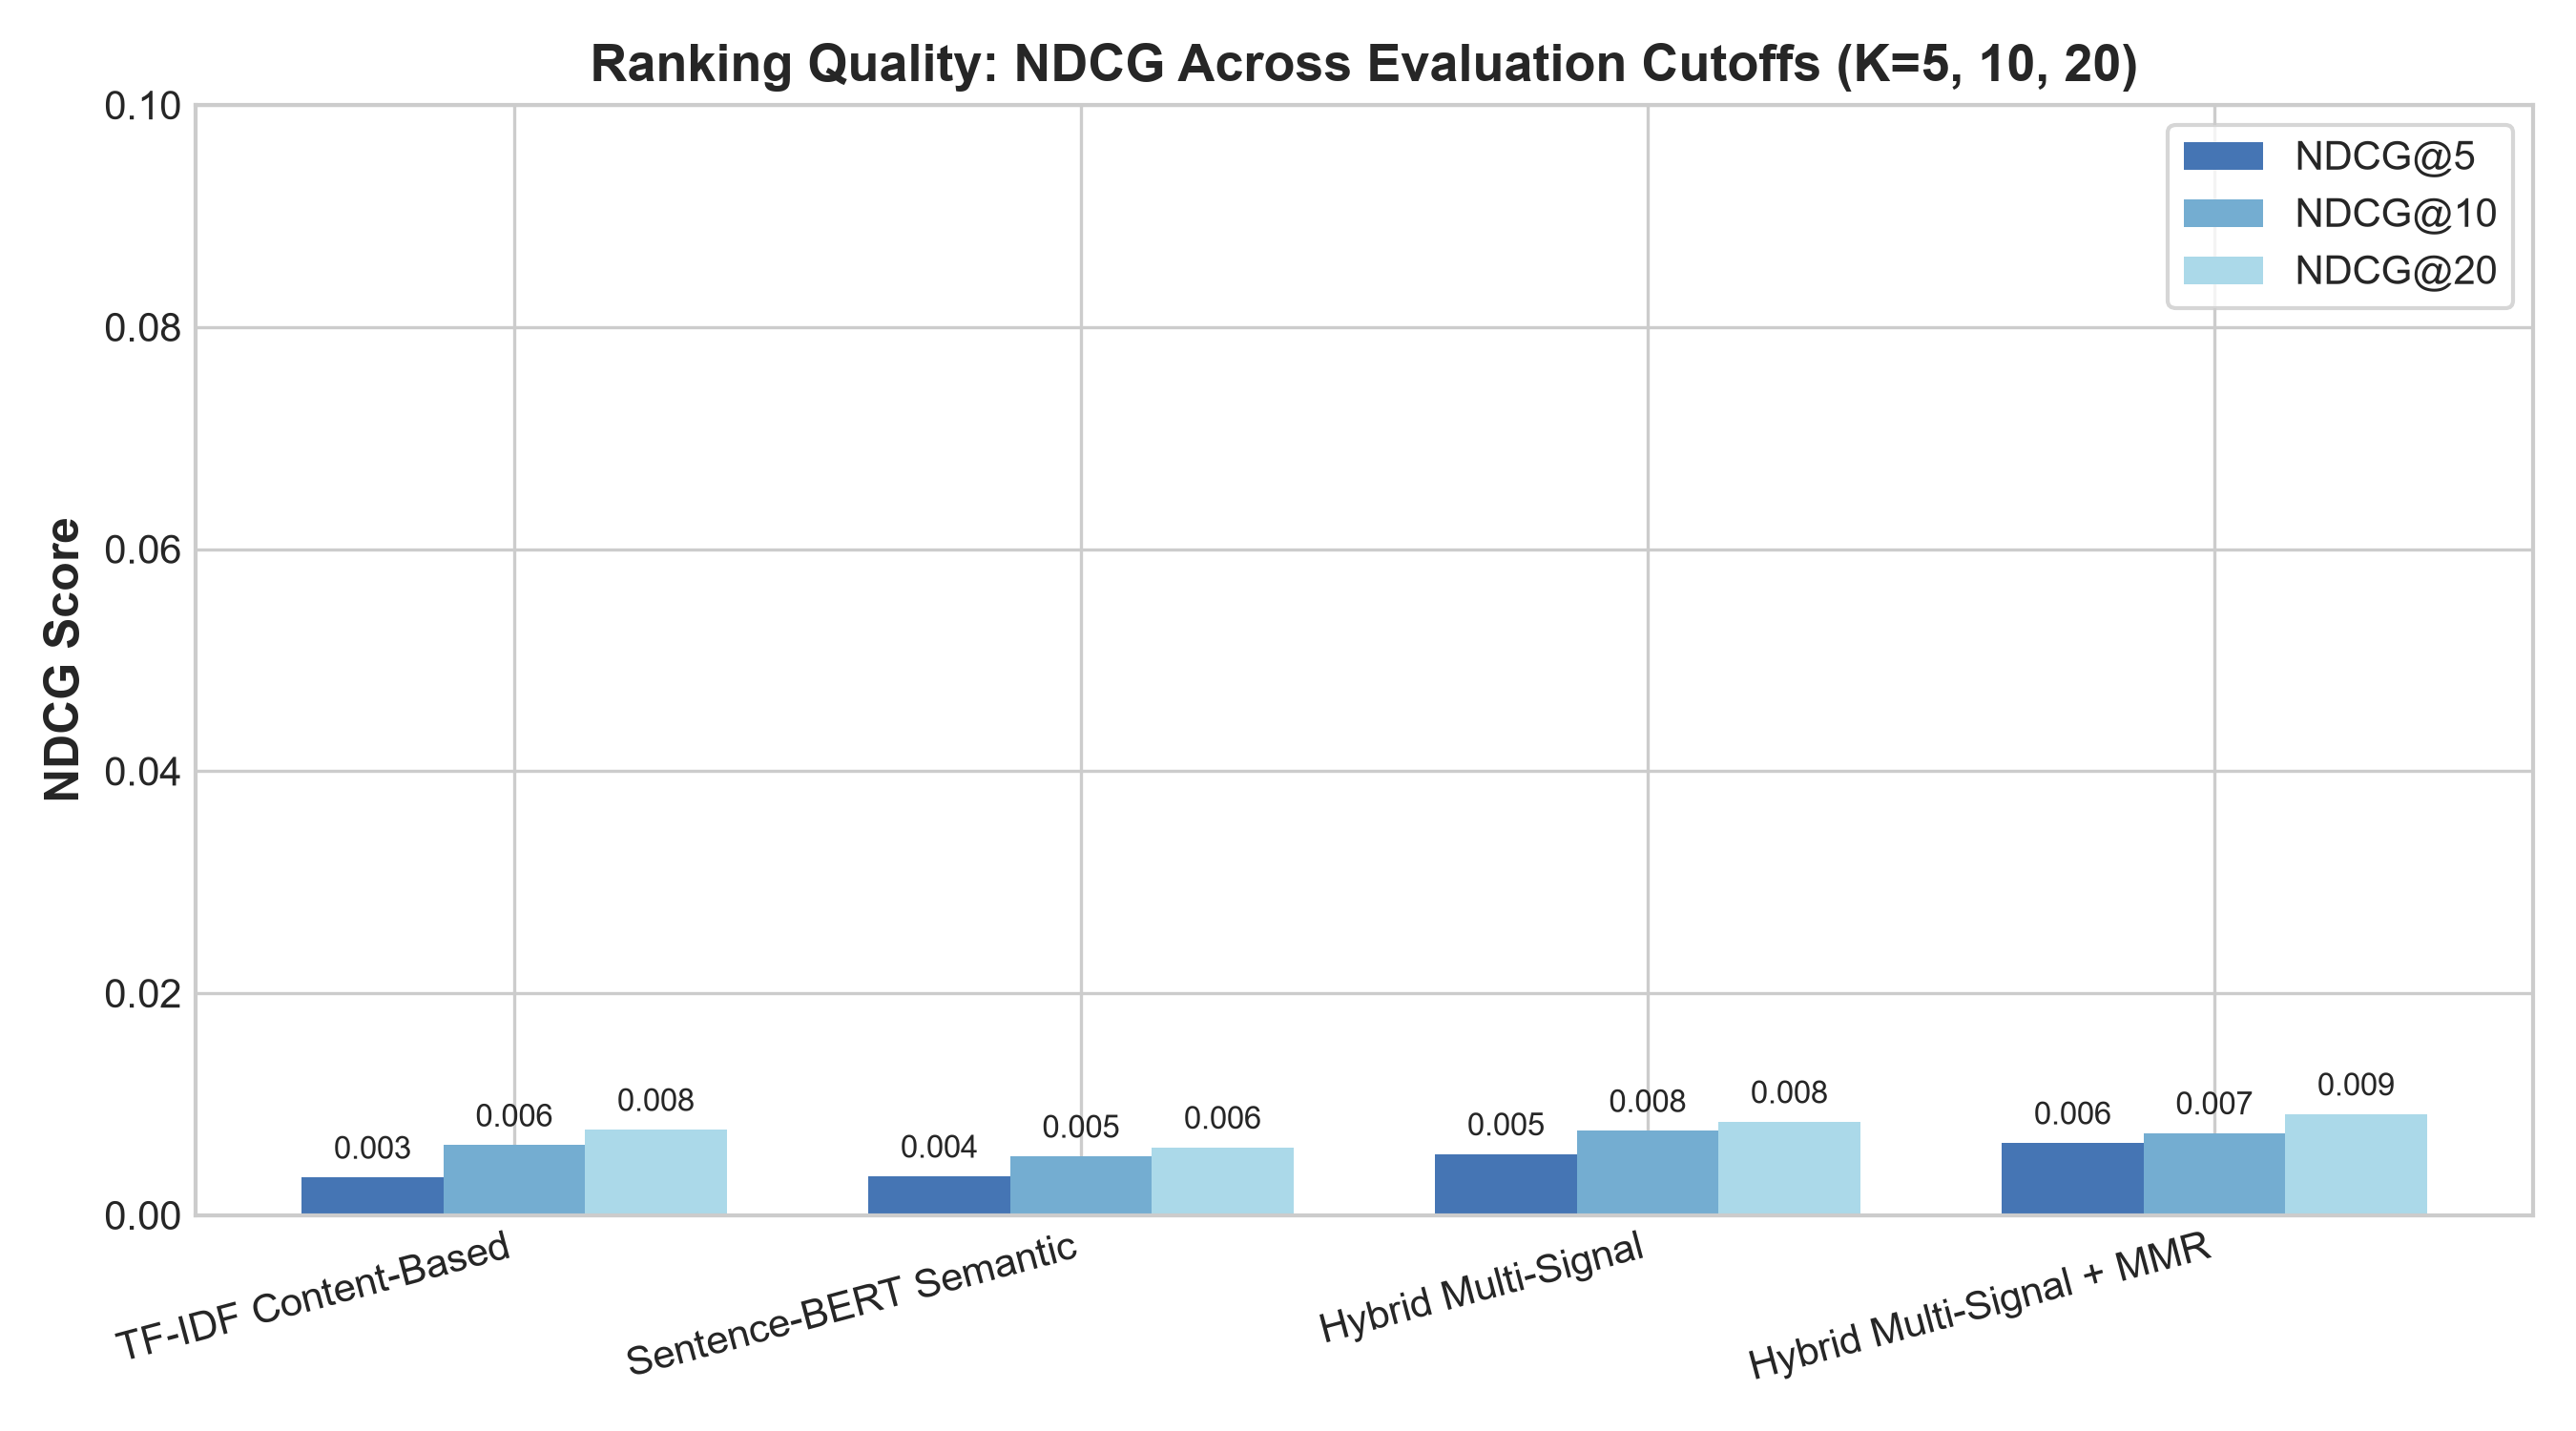 Ranking Quality: NDCG Across Evaluation Cutoffs (K=5, 10, 20)
NDCG Score
0.10
0.08
0.06
0.04
0.02
0.00
NDCG@5
NDCG@10
NDCG@20
0.003
0.006
0.008
0.004
0.005
0.006
0.005
0.008
0.008
0.006
0.007
0.009
TF-IDF Content-Based
Sentence-BERT Semantic
Hybrid Multi-Signal
Hybrid Multi-Signal + MMR